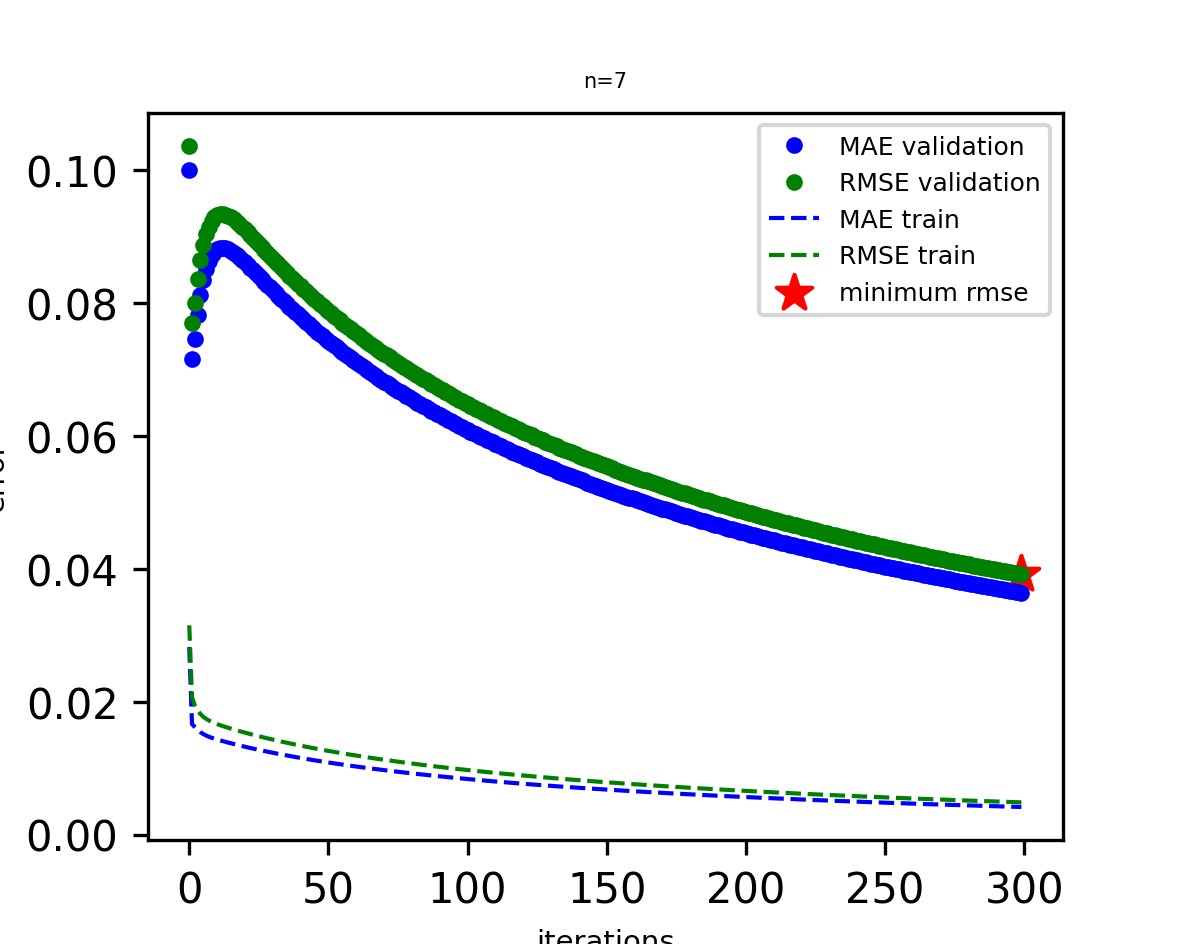 n=7
MAE validation
RMSE validation
MAE train
RMSE train
minimum rmse
0.10
0.08
0.06
0.04
0.02
0.00
0 50 100 150 200 250 300
iterations